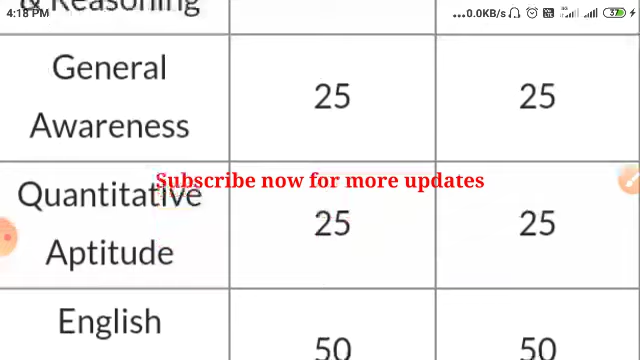 & Reasoning
4:18 PM
...0.0KB/s
37
General
Awareness
25
25
Subscribe now for more updates
Quantitative
Aptitude
25
25
English
50
50